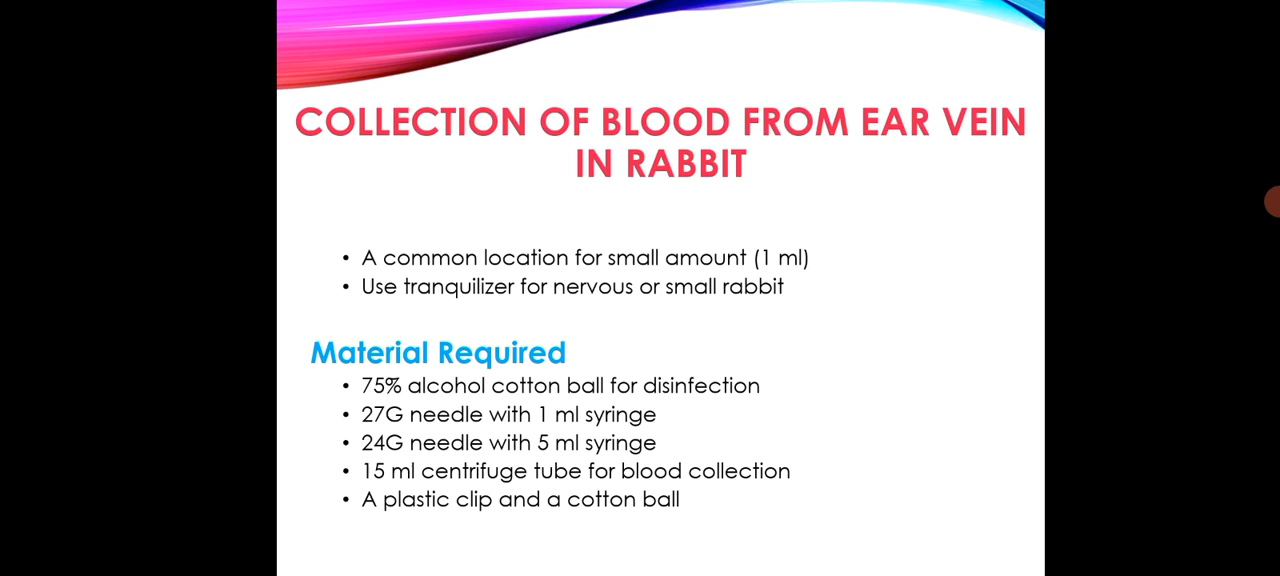 COLLECTION OF BLOOD FROM EAR VEIN
IN RABBIT
• A common location for small amount (1 ml)
• Use tranquilizer for nervous or small rabbit
Material Required
• 75% alcohol cotton ball for disinfection
• 27G needle with 1 ml syringe
• 24G needle with 5 ml syringe
• 15 ml centrifuge tube for blood collection
• A plastic clip and a cotton ball